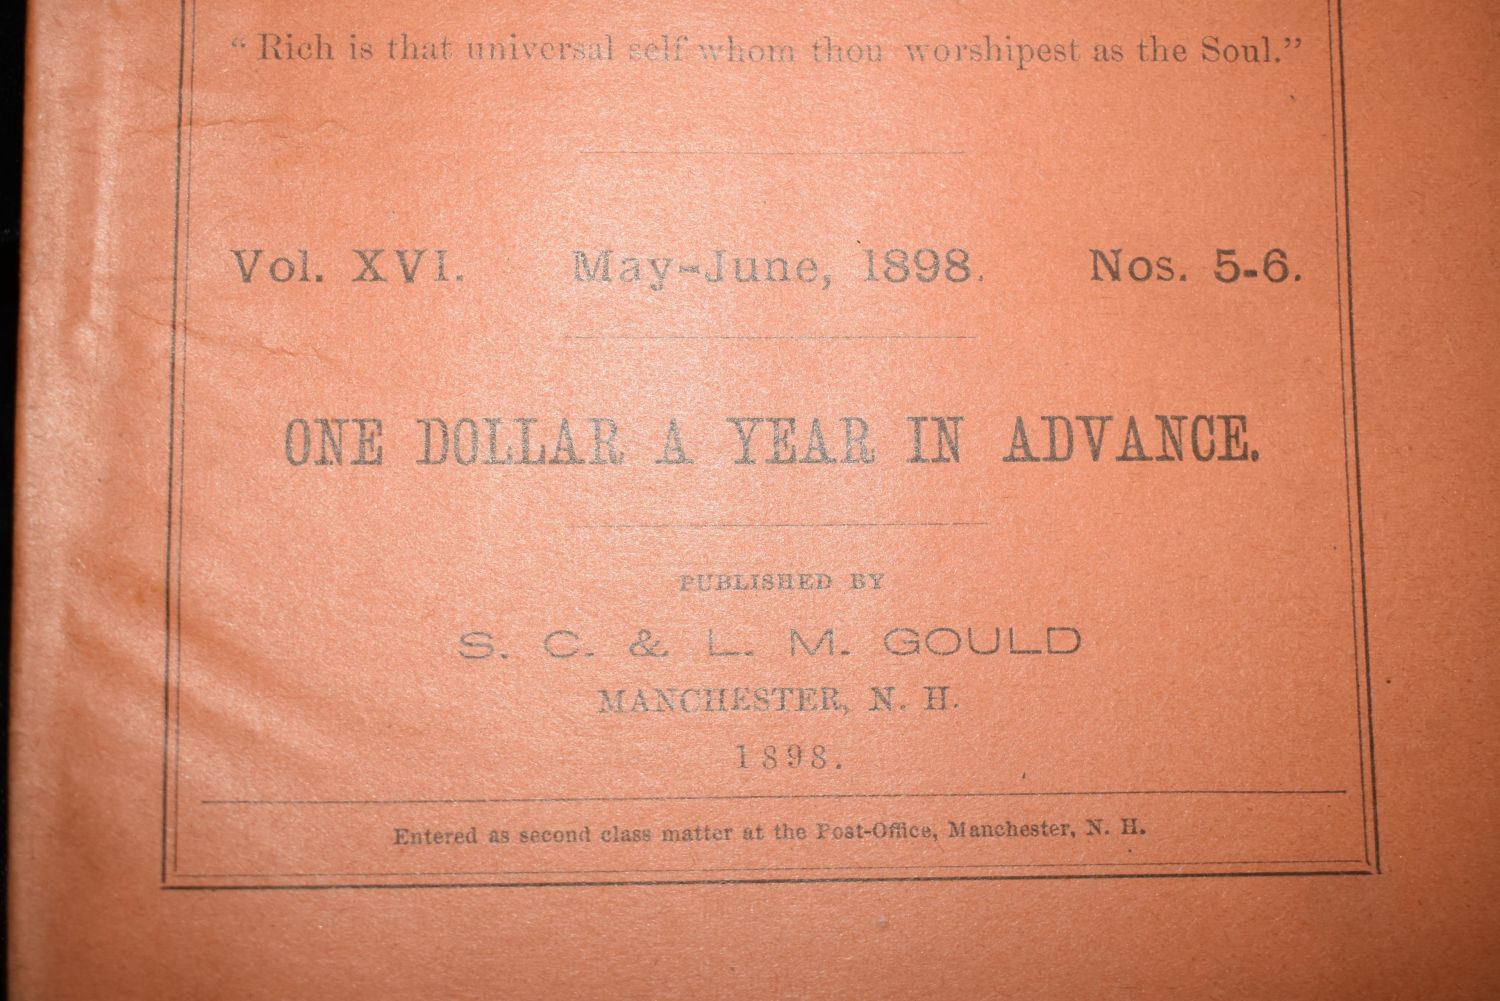 “Rich is that universal self whom thou worshipest as the Soul.”
Vol. XVI. May-June, 1898. Nos. 5-6.
ONE DOLLAR A YEAR IN ADVANCE.
PUBLISHED BY
S. C. & L. M. GOULD
MANCHESTER, N. H.
1898.
Entered as second class matter at the Post-Office, Manchester, N. H.